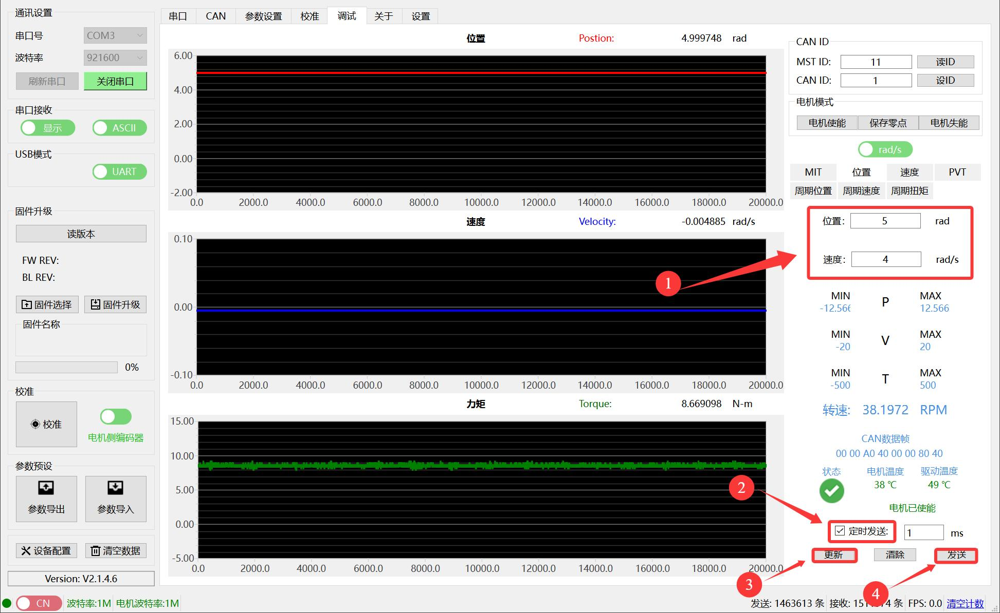 通讯设置
串口号 COM3
波特率 921600
刷新串口 关闭串口
串口接收
显示 ASCII
USB模式
UART
固件升级
读版本
FW REV:
BL REV:
固件选择 固件升级
固件名称
0%
校准
校准
电机侧编码器
参数预设
参数导出 参数导入
设备配置 清空数据
Version: V2.1.4.6
串口 CAN 参数设置 校准 调试 关于 设置
位置 Postion: 4.999748 rad
6.00
4.00
2.00
0.00
-2.00
0.0 2000.0 4000.0 6000.0 8000.0 10000.0 12000.0 14000.0 16000.0 18000.0 20000.0
速度 Velocity: -0.004885 rad/s
0.10
0.00
-0.10
0.0 2000.0 4000.0 6000.0 8000.0 10000.0 12000.0 14000.0 16000.0 18000.0 20000.0
力矩 Torque: 8.669098 N-m
15.00
10.00
5.00
0.00
-5.00
0.0 2000.0 4000.0 6000.0 8000.0 10000.0 12000.0 14000.0 16000.0 18000.0 20000.0
CAN ID
MST ID: 11 读ID
CAN ID: 1 设ID
电机模式
电机使能 保存零点 电机失能
rad/s
MIT 位置 速度 PVT
周期位置 周期速度 周期扭矩
位置: 5 rad
速度: 4 rad/s
1
MIN P MAX
-12.566 12.566
MIN V MAX
-20 20
MIN T MAX
-500 500
转速: 38.1972 RPM
CAN数据帧
00 00 A0 40 00 00 80 40
状态 电机温度 驱动温度
38 ℃ 49 ℃
电机已使能
2
定时发送: 1 ms
更新 清除 发送
3
4
CN 波特率:1M 电机波特率:1M
发送: 1463613 条 接收: 条 FPS: 0.0 清空计数